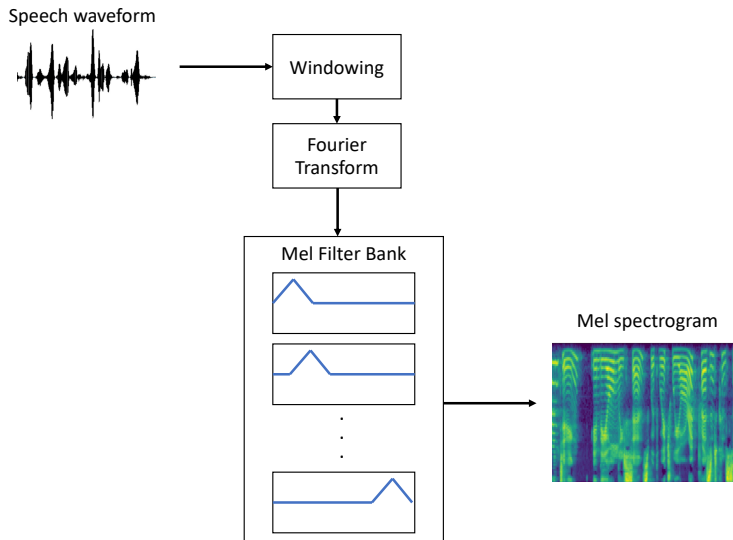 Speech waveform
Windowing
Fourier
Transform
Mel Filter Bank
.
.
.
Mel spectrogram